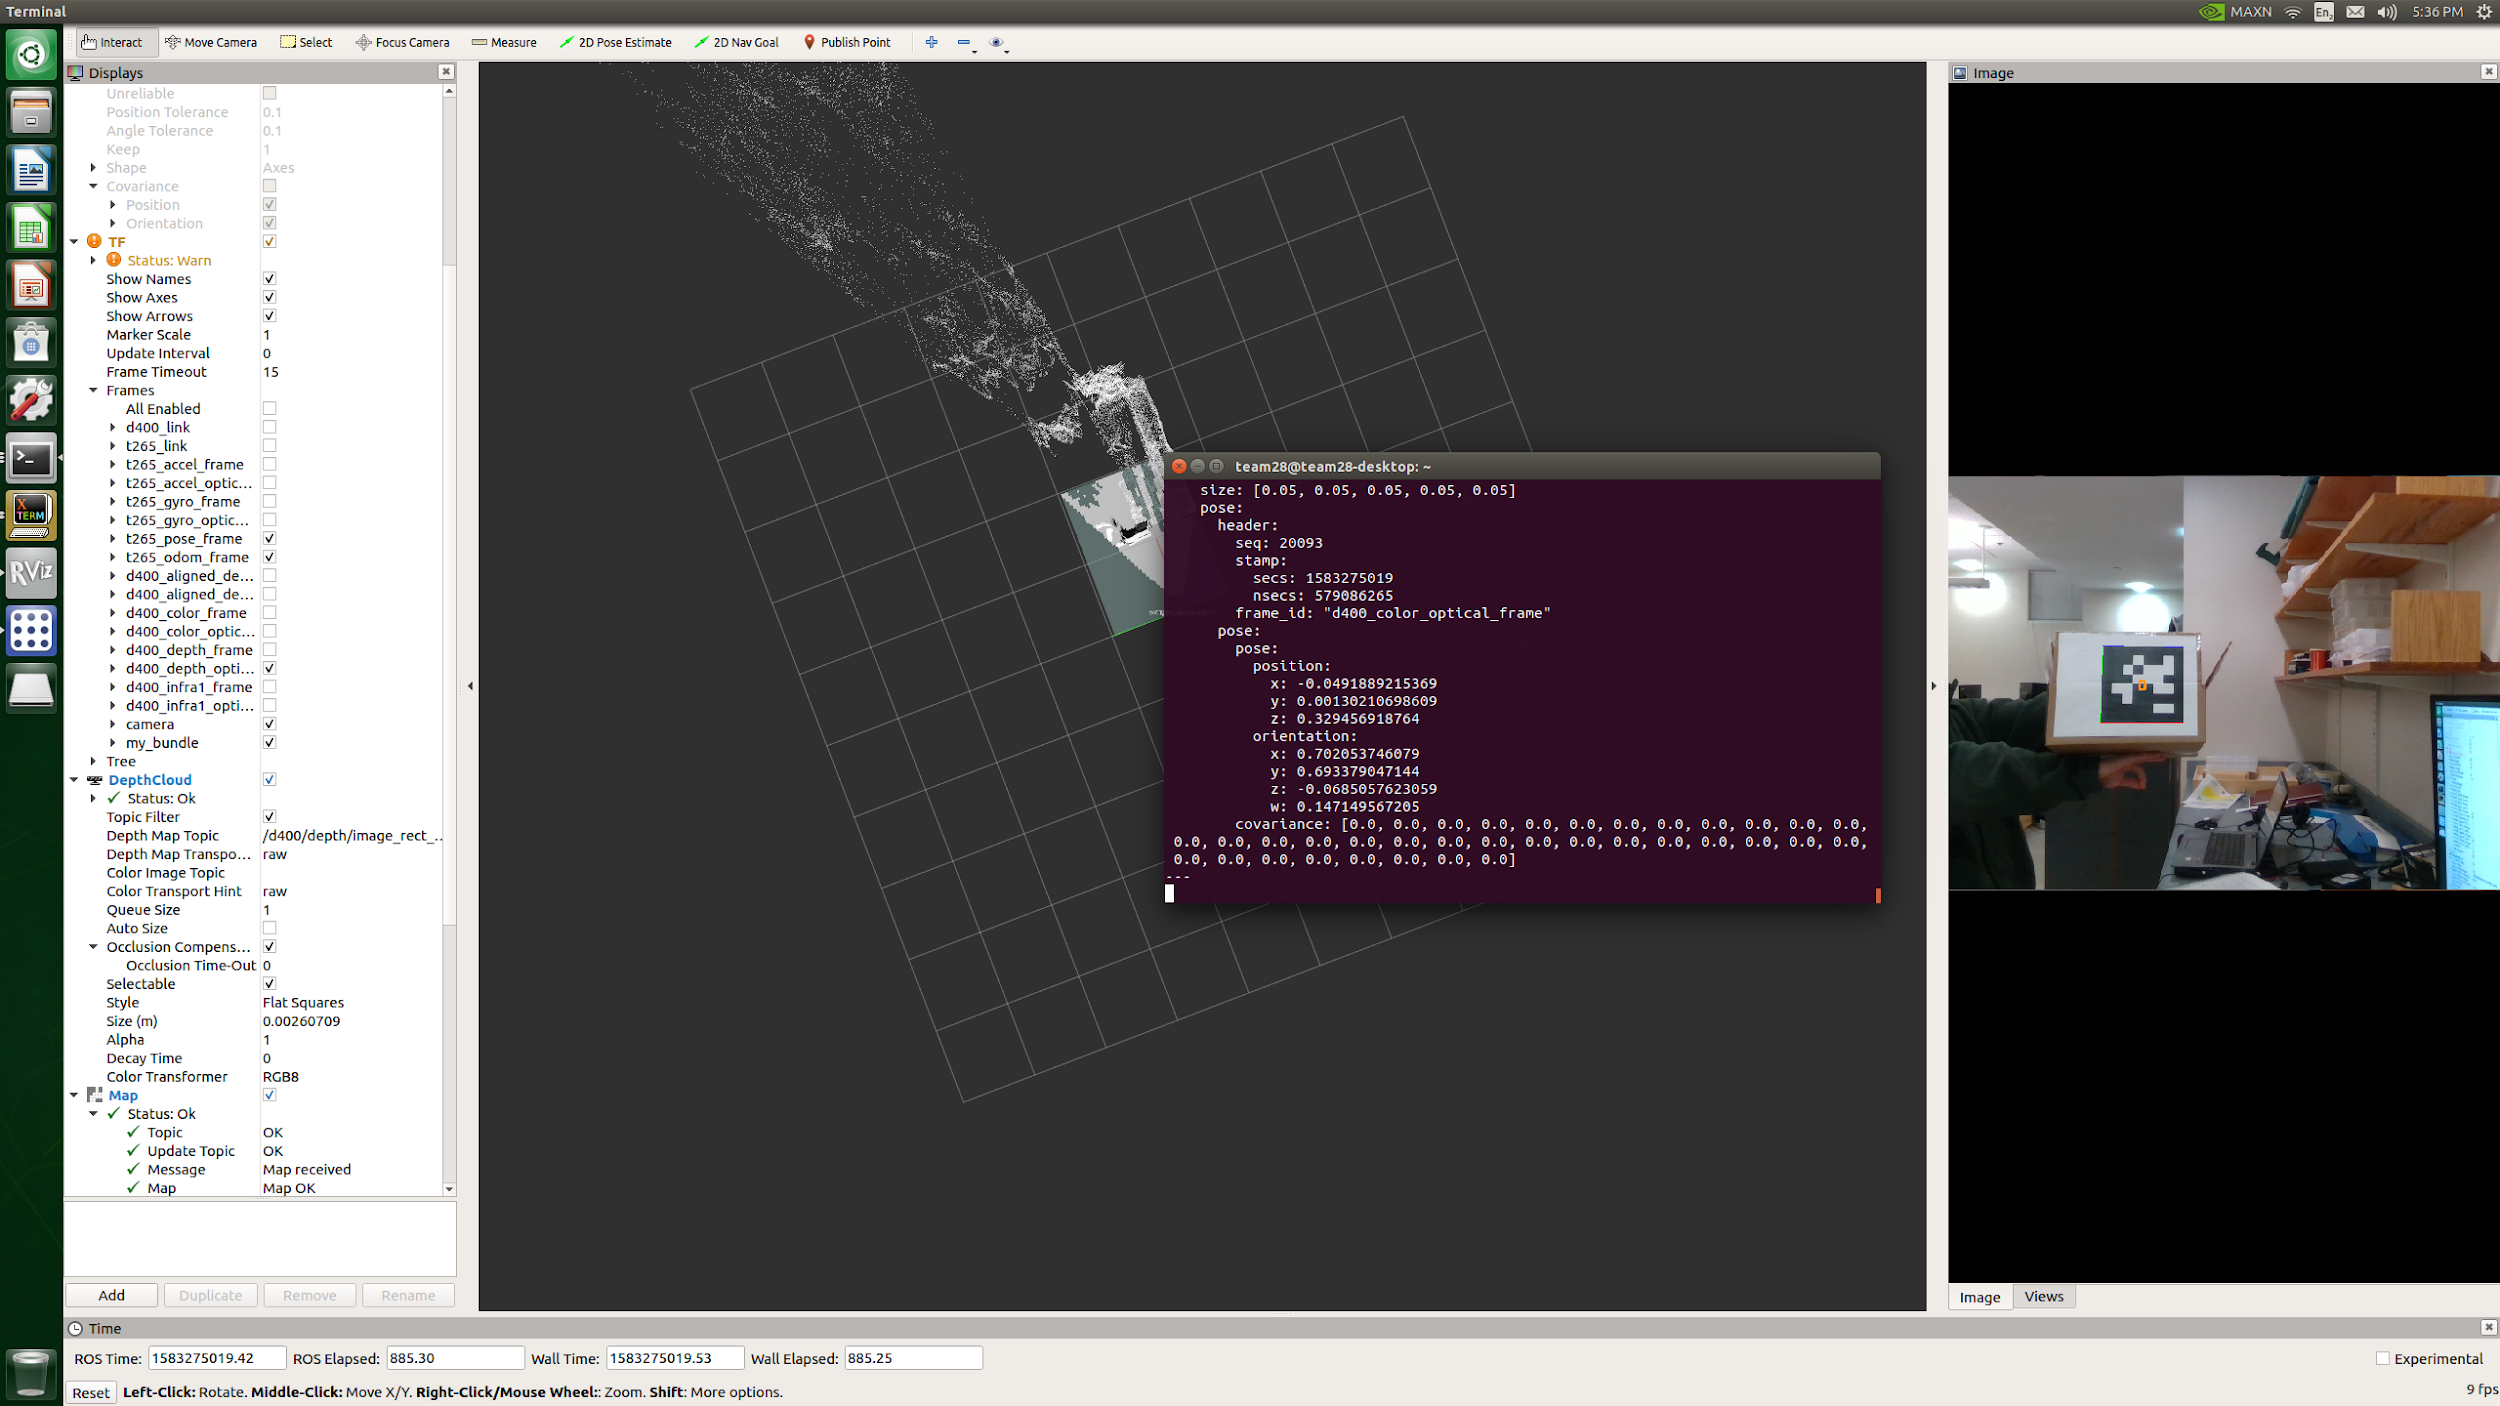 Terminal
MAXN En2 5:36 PM
Interact Move Camera Select Focus Camera Measure 2D Pose Estimate 2D Nav Goal Publish Point
Displays
Unreliable
Position Tolerance 0.1
Angle Tolerance 0.1
Keep 1
Shape Axes
Covariance
Position
Orientation
TF
Status: Warn
Show Names
Show Axes
Show Arrows
Marker Scale 1
Update Interval 0
Frame Timeout 15
Frames
All Enabled
d400_link
t265_link
t265_accel_frame
t265_accel_optic...
t265_gyro_frame
t265_gyro_optic...
t265_pose_frame
t265_odom_frame
d400_aligned_de...
d400_aligned_de...
d400_color_frame
d400_color_optic...
d400_depth_frame
d400_depth_opti...
d400_infra1_frame
d400_infra1_opti...
camera
my_bundle
Tree
DepthCloud
Status: Ok
Topic Filter
Depth Map Topic /d400/depth/image_rect_...
Depth Map Transpo... raw
Color Image Topic
Color Transport Hint raw
Queue Size 1
Auto Size
Occlusion Compens...
Occlusion Time-Out 0
Selectable
Style Flat Squares
Size (m) 0.00260709
Alpha 1
Decay Time 0
Color Transformer RGB8
Map
Status: Ok
Topic OK
Update Topic OK
Message Map received
Map Map OK
Add Duplicate Remove Rename
X TERM
RViz
team28@team28-desktop: ~
size: [0.05, 0.05, 0.05, 0.05, 0.05]
pose:
header:
seq: 20093
stamp:
secs: 1583275019
nsecs: 579086265
frame_id: "d400_color_optical_frame"
pose:
pose:
position:
x: -0.0491889215369
y: 0.00130210698609
z: 0.329456918764
orientation:
x: 0.702053746079
y: 0.693379047144
z: -0.0685057623059
w: 0.147149567205
covariance: [0.0, 0.0, 0.0, 0.0, 0.0, 0.0, 0.0, 0.0, 0.0, 0.0, 0.0, 0.0,
0.0, 0.0, 0.0, 0.0, 0.0, 0.0, 0.0, 0.0, 0.0, 0.0, 0.0, 0.0, 0.0, 0.0, 0.0, 0.0,
0.0, 0.0, 0.0, 0.0, 0.0, 0.0, 0.0, 0.0]
---
Image
Image Views
Time
ROS Time: 1583275019.42 ROS Elapsed: 885.30 Wall Time: 1583275019.53 Wall Elapsed: 885.25 Experimental
Reset Left-Click: Rotate. Middle-Click: Move X/Y. Right-Click/Mouse Wheel:: Zoom. Shift: More options. 9 fps